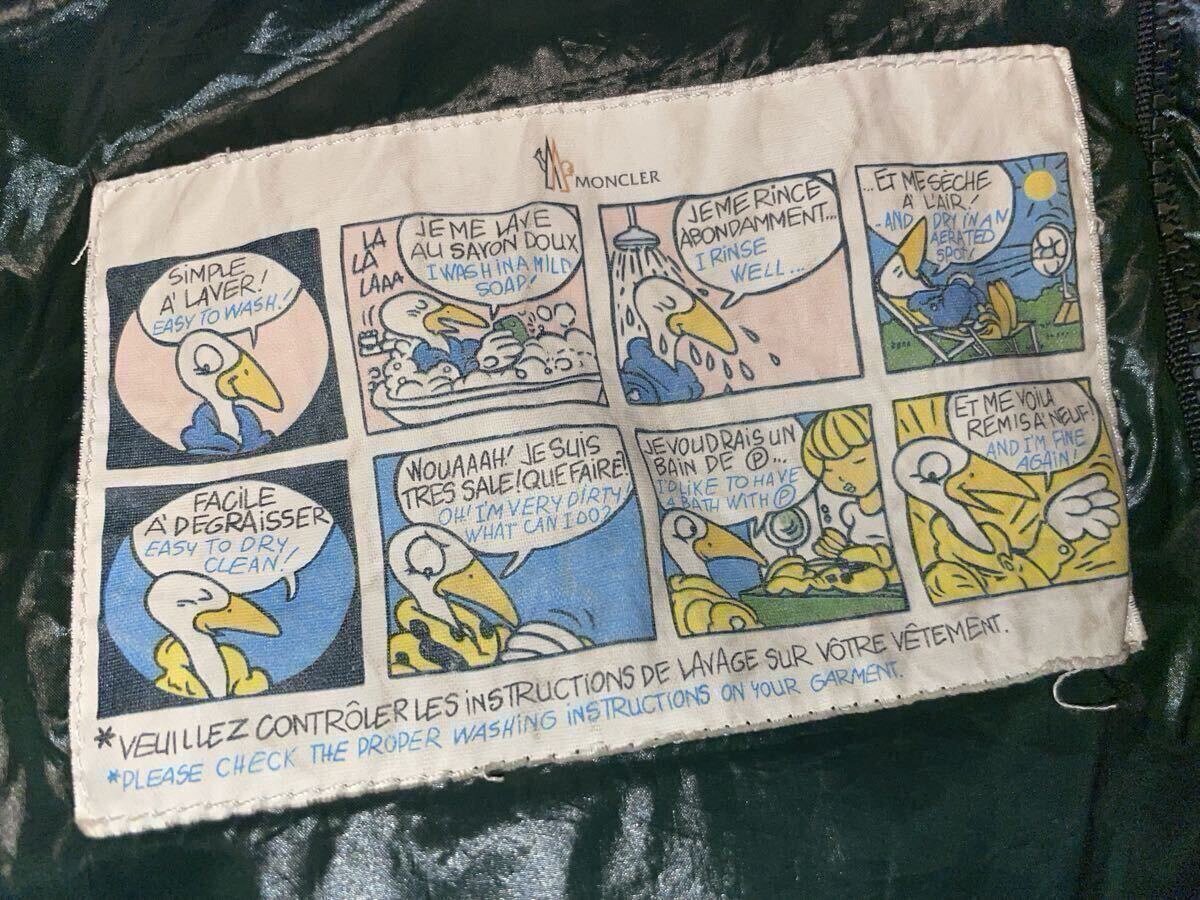 MONCLER
SIMPLE
A' LAVER!
EASY TO WASH!
LA
LA
LAAA
JE ME LAVE
AU SAVON DOUX
I WASH IN A MILD
SOAP!
JE ME RINCE
ABONDAMMENT...
I RINSE
WELL...
...ET ME SÈCHE
A' L'AIR!
...AND DRY IN AN
AERATED
SPOT!
FACILE
A' DEGRAISSER
EASY TO DRY
CLEAN!
WOUAAAH! JE SUIS
TRES SALE! QUE FAIRE?!
OH! I'M VERY DIRTY!
WHAT CAN I DO?
JE VOUDRAIS UN
BAIN DE Ⓟ...
I'D LIKE TO HAVE
A BATH WITH Ⓟ
ET ME VOILA
REMIS A' NEUF!
AND I'M FINE
AGAIN!
*VEUILLEZ CONTRÔLER LES INSTRUCTIONS DE LAVAGE SUR VÔTRE VÊTEMENT.
*PLEASE CHECK THE PROPER WASHING INSTRUCTIONS ON YOUR GARMENT.